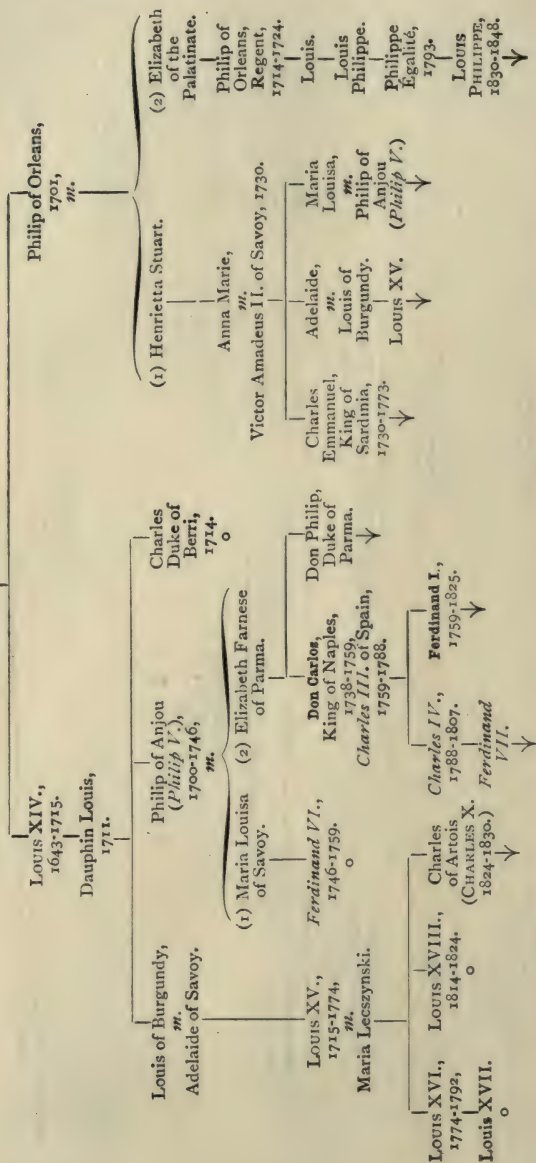 LOUIS XIV.,
1643-1715.
Dauphin Louis,
1711.
Louis of Burgundy,
m.
Adelaide of Savoy.
LOUIS XV.,
1715-1774,
m.
Maria Lecszynski.
LOUIS XVI.,
1774-1792,
Louis XVII.
o
LOUIS XVIII.,
1814-1824.
o
Charles
of Artois
(CHARLES X.
1824-1830.)
Philip of Anjou
(Philip V.),
1700-1746,
m.
(1) Maria Louisa
of Savoy.
Ferdinand VI.,
1746-1759.
o
(2) Elizabeth Farnese
of Parma.
Don Carlos,
King of Naples,
1738-1759,
Charles III. of Spain,
1759-1788.
Charles IV.,
1788-1807.
Ferdinand
VII.
Ferdinand I.,
1759-1825.
Don Philip,
Duke of
Parma.
Charles
Duke of
Berri,
1714.
o
Philip of Orleans,
1701,
m.
(1) Henrietta Stuart.
Anna Marie,
m.
Victor Amadeus II. of Savoy, 1730.
Charles
Emmanuel,
King of
Sardinia,
1730-1773.
Adelaide,
m.
Louis of
Burgundy.
LOUIS XV.
Maria
Louisa,
m.
Philip of
Anjou
(Philip V.)
(2) Elizabeth
of the
Palatinate.
Philip of
Orleans,
Regent,
1714-1724.
Louis.
Louis
Philippe.
Philippe
Egalité,
1793.
LOUIS
PHILIPPE,
1830-1848.